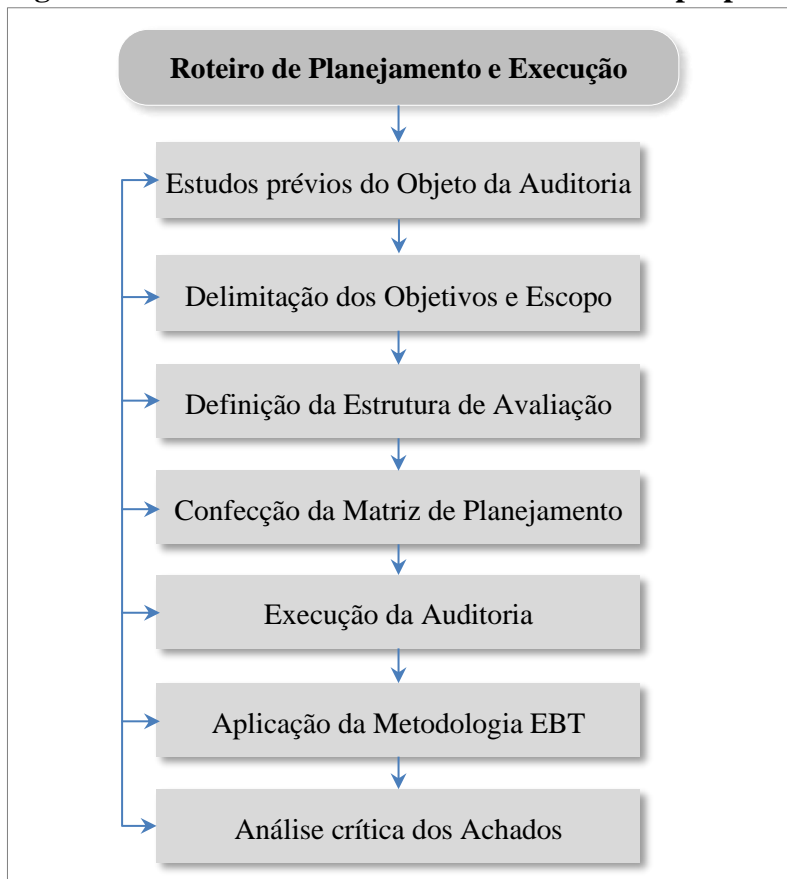 Roteiro de Planejamento e Execução
Estudos prévios do Objeto da Auditoria
Delimitação dos Objetivos e Escopo
Definição da Estrutura de Avaliação
Confecção da Matriz de Planejamento
Execução da Auditoria
Aplicação da Metodologia EBT
Análise crítica dos Achados